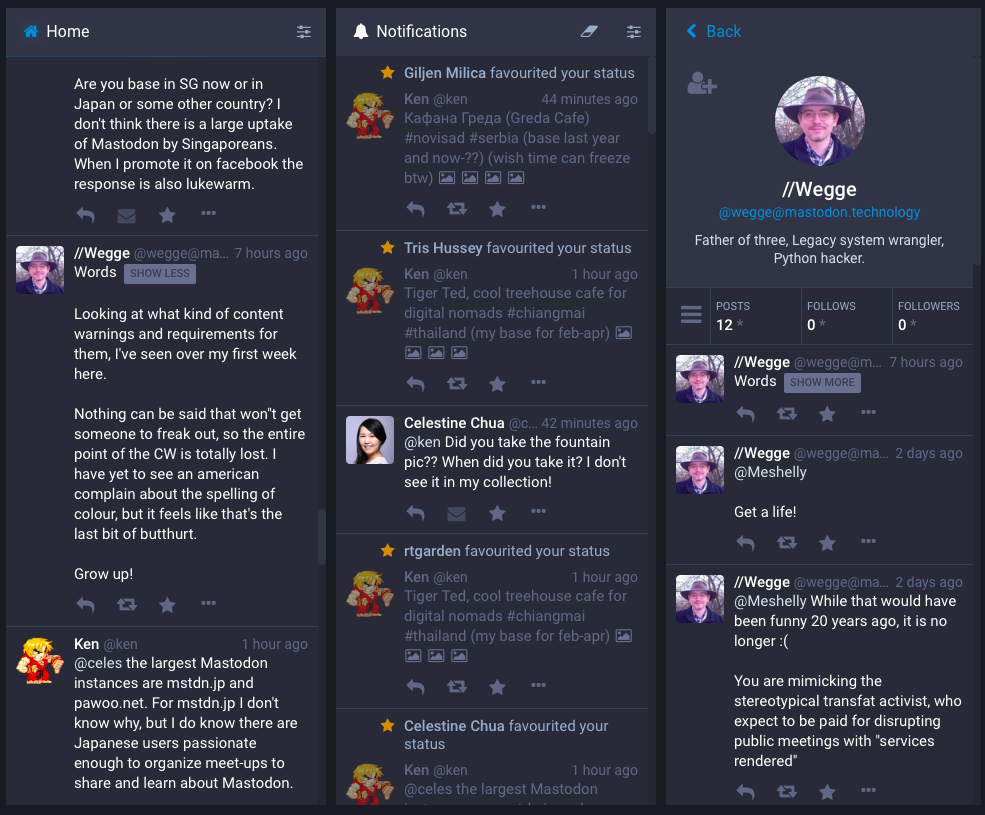 Home
Are you base in SG now or in
Japan or some other country? I
don't think there is a large uptake
of Mastodon by Singaporeans.
When I promote it on facebook the
response is also lukewarm.
//Wegge @wegge@ma... 7 hours ago
Words SHOW LESS
Looking at what kind of content
warnings and requirements for
them, I've seen over my first week
here.
Nothing can be said that won"t get
someone to freak out, so the entire
point of the CW is totally lost. I
have yet to see an american
complain about the spelling of
colour, but it feels like that's the
last bit of butthurt.
Grow up!
Ken @ken 1 hour ago
@celes the largest Mastodon
instances are mstdn.jp and
pawoo.net. For mstdn.jp I don't
know why, but I do know there are
Japanese users passionate
enough to organize meet-ups to
share and learn about Mastodon.
Notifications
Giljen Milica favourited your status
Ken @ken 44 minutes ago
Кафана Греда (Greda Cafe)
#novisad #serbia (base last year
and now-??) (wish time can freeze
btw)
Tris Hussey favourited your status
Ken @ken 1 hour ago
Tiger Ted, cool treehouse cafe for
digital nomads #chiangmai
#thailand (my base for feb-apr)
Celestine Chua @c... 42 minutes ago
@ken Did you take the fountain
pic?? When did you take it? I don't
see it in my collection!
rtgarden favourited your status
Ken @ken 1 hour ago
Tiger Ted, cool treehouse cafe for
digital nomads #chiangmai
#thailand (my base for feb-apr)
Celestine Chua favourited your
status
Ken @ken 1 hour ago
@celes the largest Mastodon
Back
//Wegge
@wegge@mastodon.technology
Father of three, Legacy system wrangler,
Python hacker.
POSTS FOLLOWS FOLLOWERS
12 * 0 * 0 *
//Wegge @wegge@m... 7 hours ago
Words SHOW MORE
//Wegge @wegge@ma... 2 days ago
@Meshelly
Get a life!
//Wegge @wegge@ma... 2 days ago
@Meshelly While that would have
been funny 20 years ago, it is no
longer :(
You are mimicking the
stereotypical transfat activist, who
expect to be paid for disrupting
public meetings with "services
rendered"